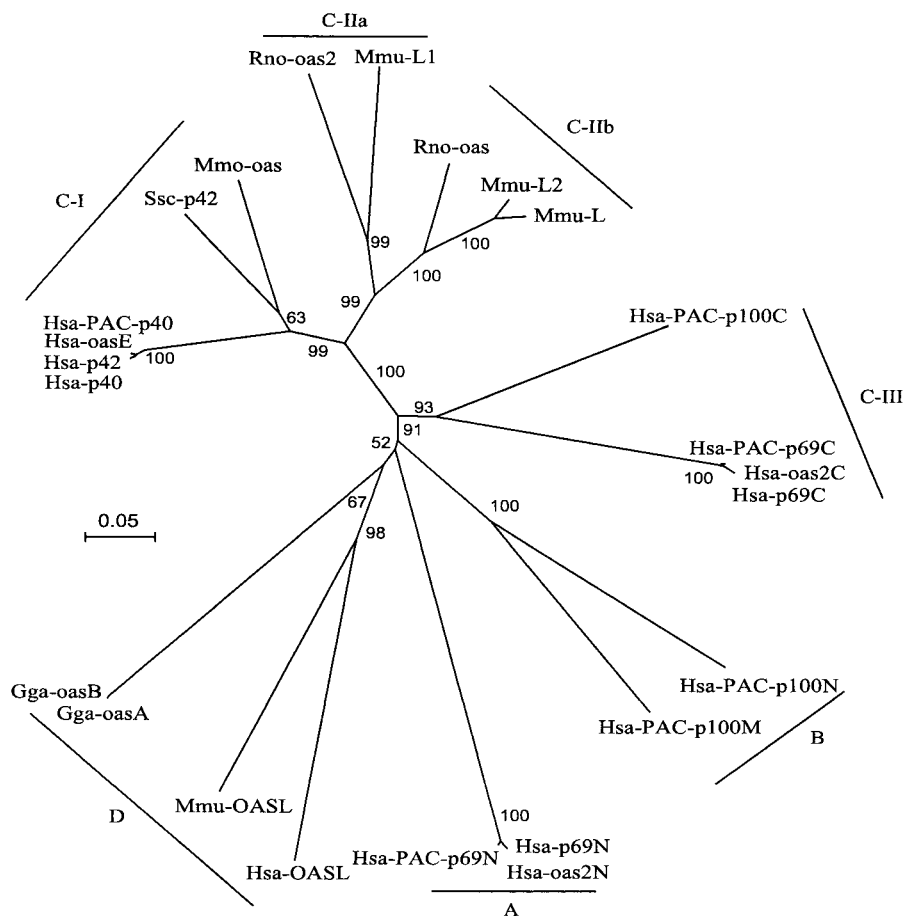 C-IIa
Rno-oas2
Mmu-L1
C-IIb
Rno-oas
Mmo-oas
Mmu-L2
C-I
Ssc-p42
Mmu-L
99
100
100
99
63
Hsa-PAC-p40
Hsa-oasE
Hsa-p42
Hsa-p40
100
99
100
Hsa-PAC-p100C
C-III
93
91
52
Hsa-PAC-p69C
100
Hsa-oas2C
Hsa-p69C
67
100
0.05
98
Gga-oasB
Gga-oasA
Hsa-PAC-p100N
Hsa-PAC-p100M
B
D
Mmu-OASL
100
Hsa-OASL
Hsa-PAC-p69N
Hsa-p69N
Hsa-oas2N
A